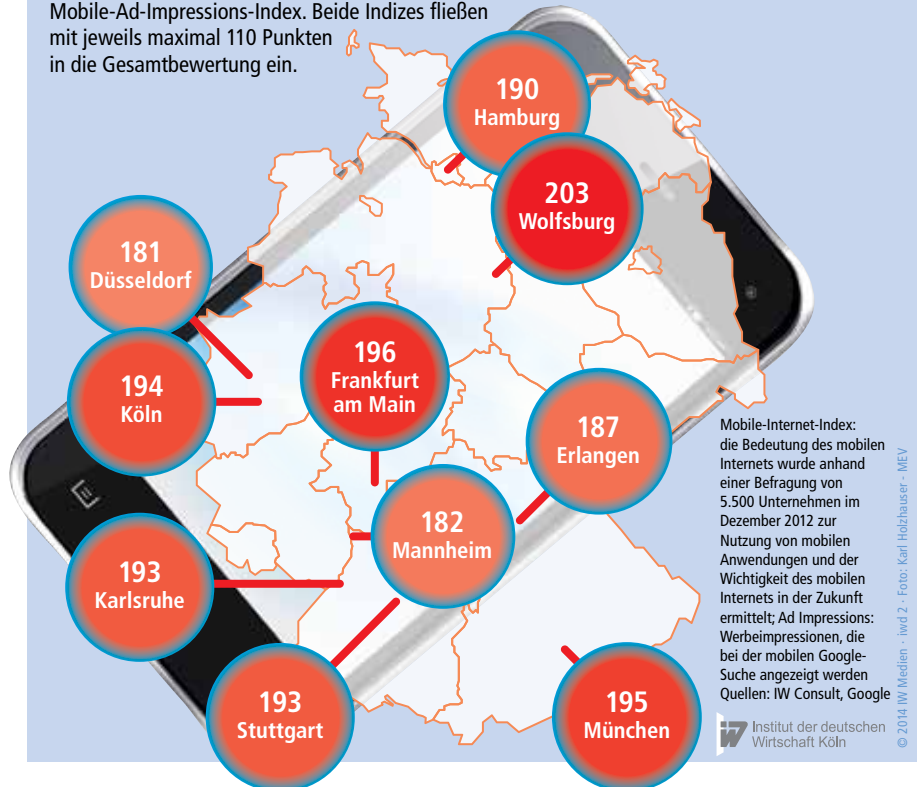 Mobile-Ad-Impressions-Index. Beide Indizes fließen
mit jeweils maximal 110 Punkten
in die Gesamtbewertung ein.
190
Hamburg
203
Wolfsburg
181
Düsseldorf
196
Frankfurt
am Main
194
Köln
187
Erlangen
182
Mannheim
193
Karlsruhe
193
Stuttgart
195
München
Mobile-Internet-Index:
die Bedeutung des mobilen
Internets wurde anhand
einer Befragung von
5.500 Unternehmen im
Dezember 2012 zur
Nutzung von mobilen
Anwendungen und der
Wichtigkeit des mobilen
Internets in der Zukunft
ermittelt; Ad Impressions:
Werbeimpressionen, die
bei der mobilen Google-
Suche angezeigt werden
Quellen: IW Consult, Google
© 2014 IW Medien · iwd 2 · Foto: Karl Holzhauser - MEV
iw
Institut der deutschen
Wirtschaft Köln